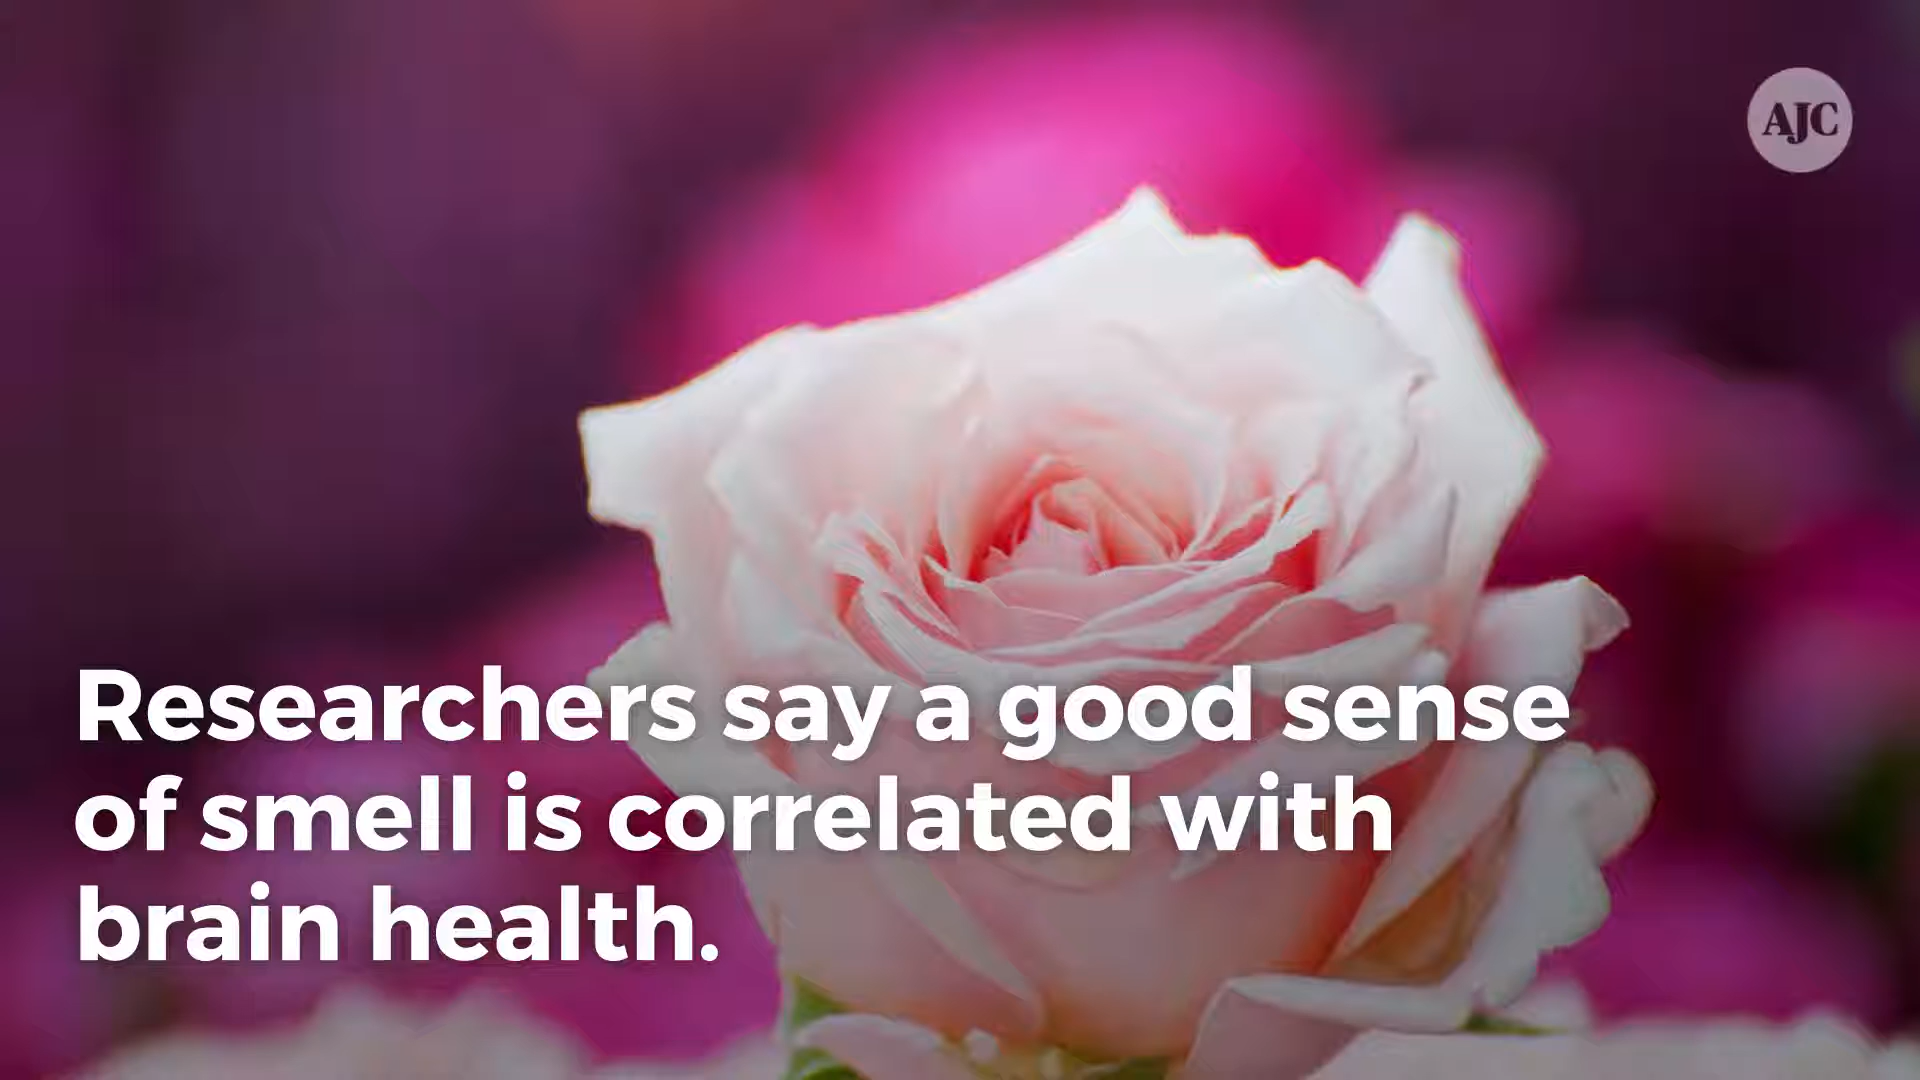 AJC
Researchers say a good sense
of smell is correlated with
brain health.